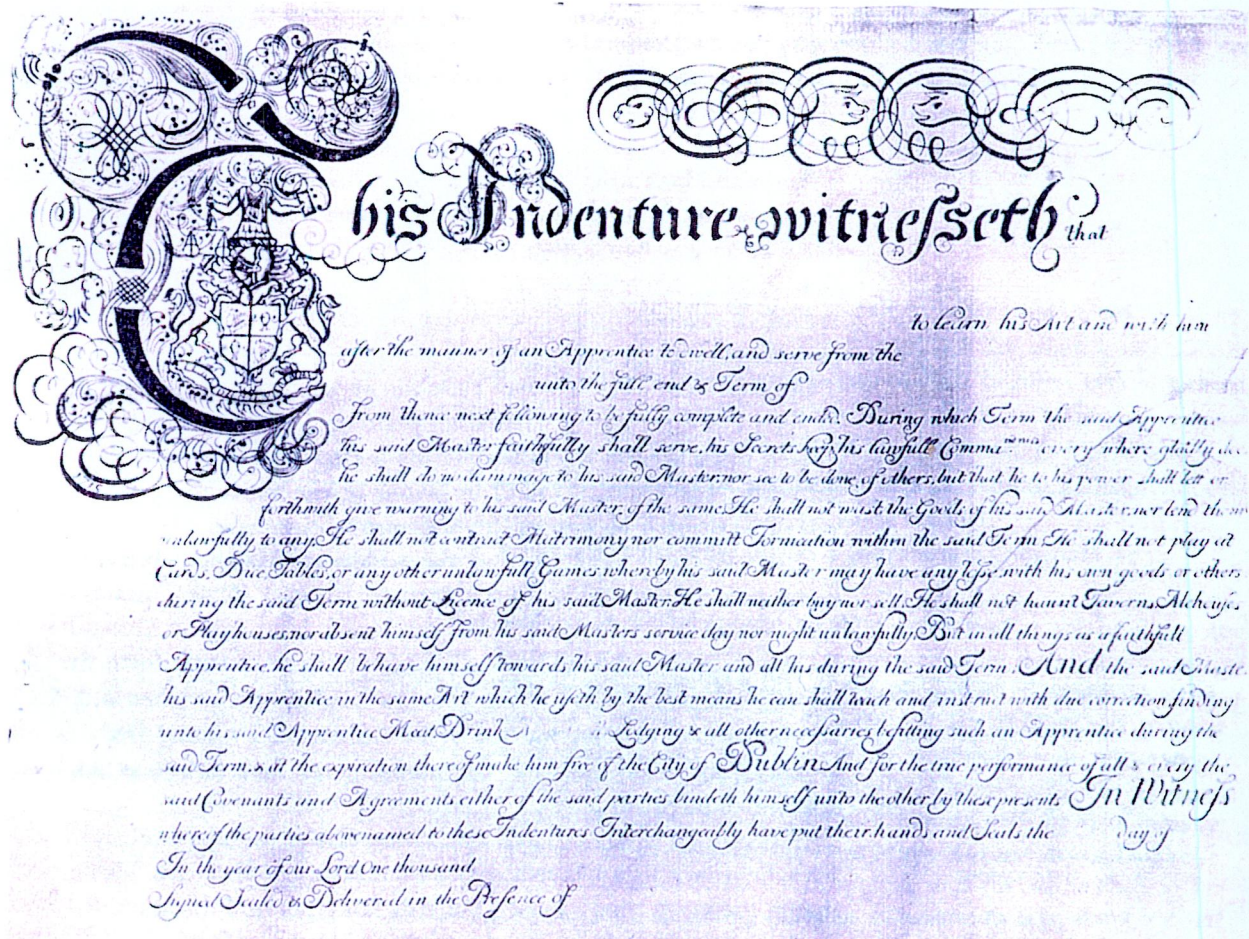 This Indenture witnesseth that
to learn his Art and with him
after the manner of an Apprentice to dwell and serve from the
unto the full end & Term of
from thence next following to be fully complete and ended During which Term the said Apprentice
his said Master faithfully shall serve, his Secrets keep, his lawfull Comma every where gladly doe
he shall do no dammage to his said Master nor see to be done of others, but that he to his power shall lett or
forthwith give warning to his said Master of the same. He shall not wast the Goods of his said Master, nor lend them
unlawfully to any. He shall not contract Matrimony nor committ Fornication within the said Term He shall not play at
Cards, Dice, Tables, or any other unlawfull Games whereby his said Master may have any losse with his own goods or others
during the said Term without Licence of his said Master. He shall neither buy nor sell. He shall not haunt Taverns, Alehouses
or Playhouses, nor absent himself from his said Masters service day nor night unlawfully. But in all things as a faithfull
Apprentice he shall behave himself towards his said Master and all his during the said Term. And the said Master
his said Apprentice in the same Art which he useth by the best means he can shall teach and instruct with due correction finding
unto his said Apprentice Meat, Drink Lodging & all other necessaries befitting such an Apprentice during the
said Term & at the expiration thereof make him free of the City of Dublin And for the true performance of all & every the
said Covenants and Agreements either of the said parties bindeth himself unto the other by these presents In Witness
whereof the parties abovenamed to these Indentures Interchangeably have put their hands and Seals the day of
In the year of our Lord One thousand
Signed Sealed & Delivered in the Presence of